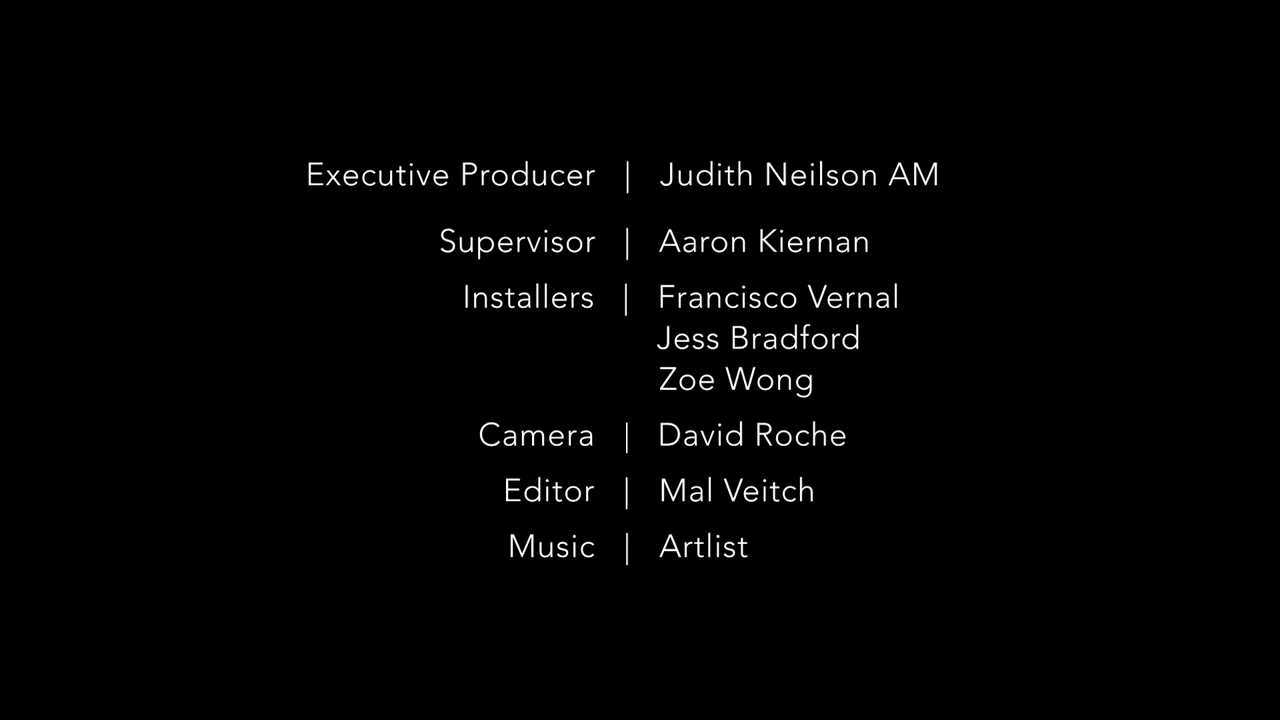 Executive Producer | Judith Neilson AM
Supervisor | Aaron Kiernan
Installers | Francisco Vernal
Jess Bradford
Zoe Wong
Camera | David Roche
Editor | Mal Veitch
Music | Artlist